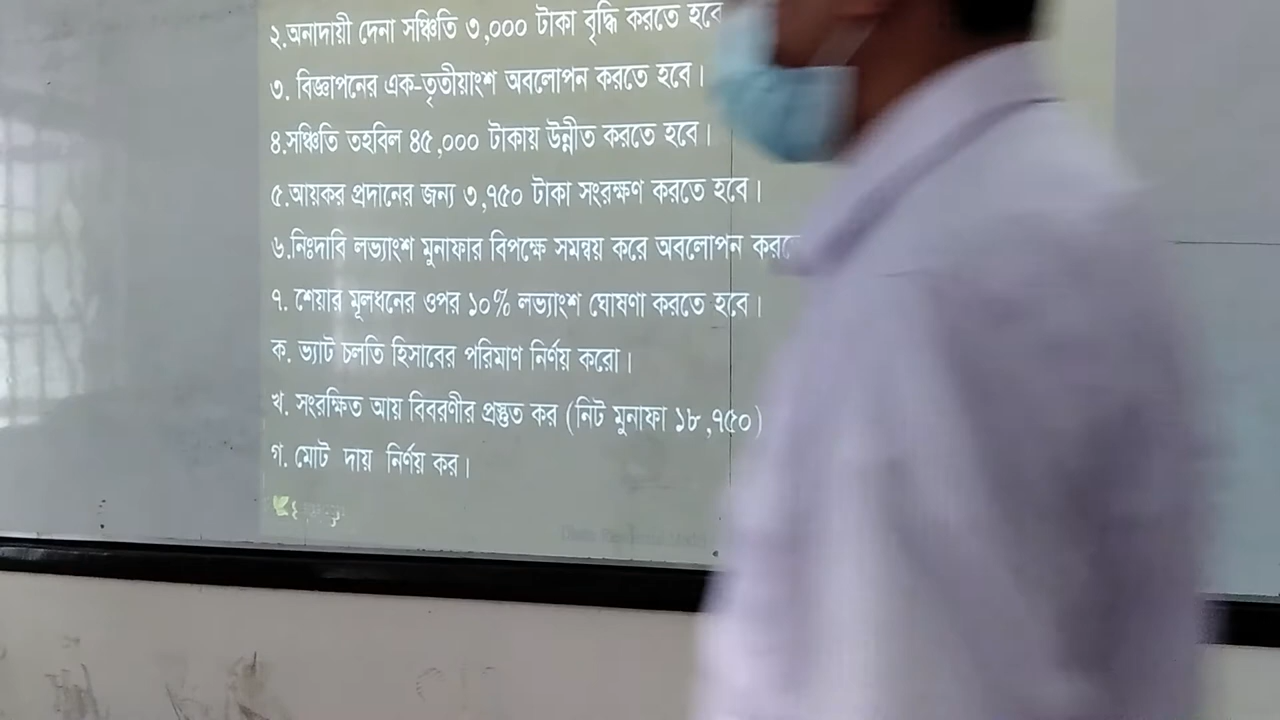 ২.অনাদায়ী দেনা সঞ্চিতি ৩,০০০ টাকা বৃদ্ধি করতে হবে
৩. বিজ্ঞাপনের এক-তৃতীয়াংশ অবলোপন করতে হবে।
৪.সঞ্চিতি তহবিল ৪৫,০০০ টাকায় উন্নীত করতে হবে।
৫.আয়কর প্রদানের জন্য ৩,৭৫০ টাকা সংরক্ষণ করতে হবে।
৬.নিঃদাবি লভ্যাংশ মুনাফার বিপক্ষে সমন্বয় করে অবলোপন করতে
৭. শেয়ার মূলধনের ওপর ১০% লভ্যাংশ ঘোষণা করতে হবে।
ক. ভ্যাট চলতি হিসাবের পরিমাণ নির্ণয় করো।
খ. সংরক্ষিত আয় বিবরণীর প্রস্তুত কর (নিট মুনাফা ১৮,৭৫০)
গ. মোট দায় নির্ণয় কর।